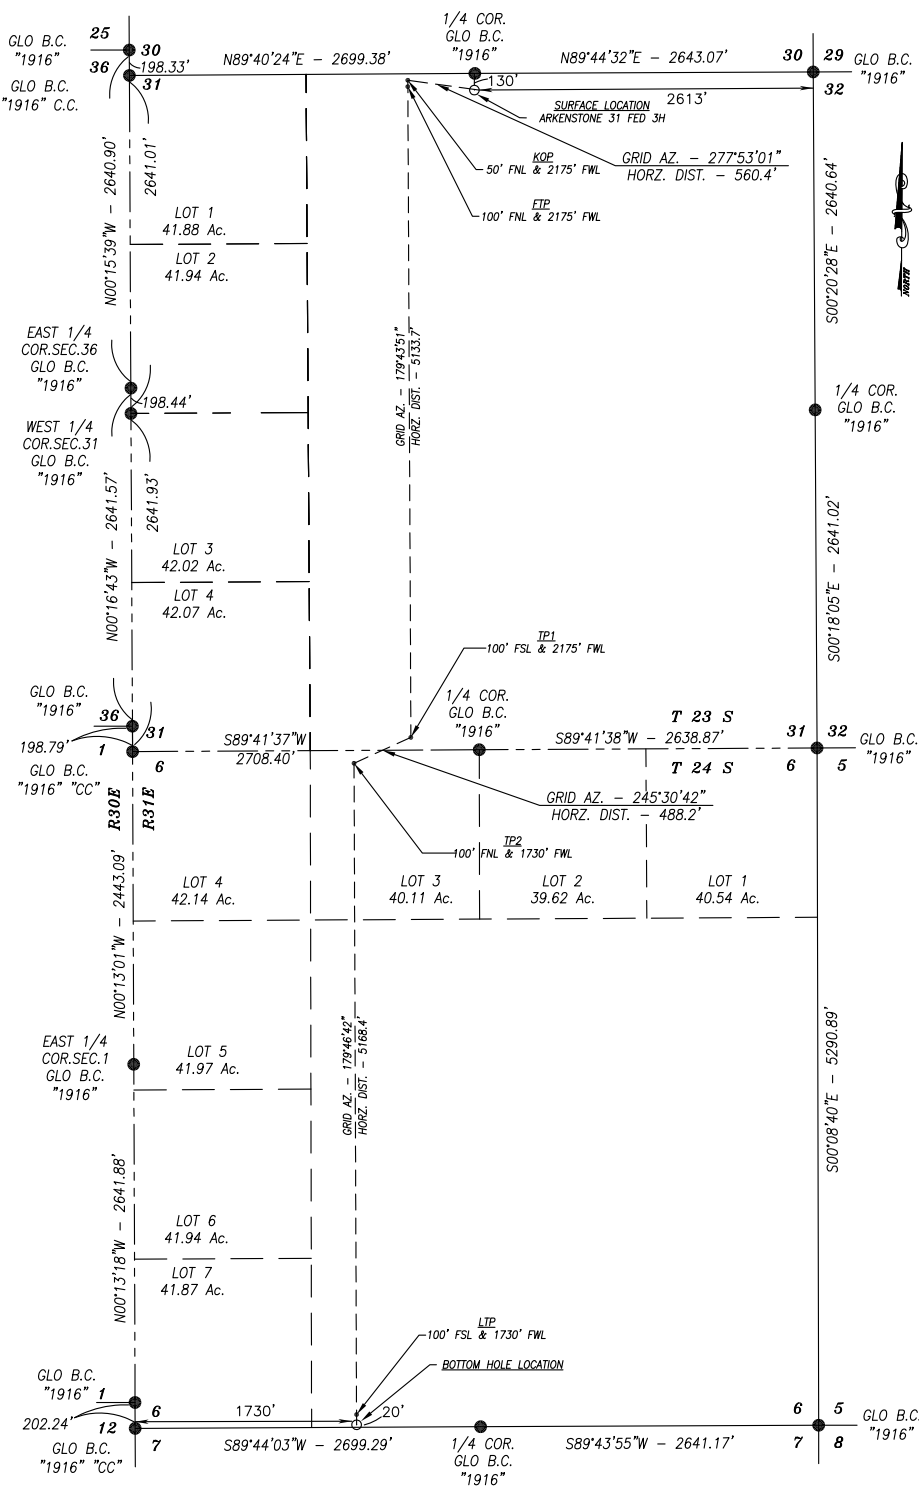 1/4 COR.
GLO B.C.
"1916"
25
30
GLO B.C.
"1916"
36
198.33'
31
GLO B.C.
"1916" C.C.
N89°40'24"E - 2699.38'
N89°44'32"E - 2643.07'
30
29
32
GLO B.C.
"1916"
130'
2613'
SURFACE LOCATION
ARKENSTONE 31 FED 3H
KOP
50' FNL & 2175' FWL
GRID AZ. - 277°53'01"
HORZ. DIST. - 560.4'
FTP
100' FNL & 2175' FWL
N00°15'39"W - 2640.90'
2641.01'
LOT 1
41.88 Ac.
LOT 2
41.94 Ac.
S00°20'28"E - 2640.64'
NORTH
EAST 1/4
COR.SEC.36
GLO B.C.
"1916"
198.44'
WEST 1/4
COR.SEC.31
GLO B.C.
"1916"
GRID AZ. - 179°43'51"
HORZ. DIST. - 5133.7'
1/4 COR.
GLO B.C.
"1916"
N00°16'43"W - 2641.57'
2641.93'
LOT 3
42.02 Ac.
LOT 4
42.07 Ac.
S00°18'05"E - 2641.02'
TP1
100' FSL & 2175' FWL
GLO B.C.
"1916"
36
31
198.79'
1
6
GLO B.C.
"1916" "CC"
R30E
R31E
S89°41'37"W
2708.40'
1/4 COR.
GLO B.C.
"1916"
T 23 S
S89°41'38"W - 2638.87'
T 24 S
31
32
6
5
GLO B.C.
"1916"
GRID AZ. - 245°30'42"
HORZ. DIST. - 488.2'
TP2
100' FNL & 1730' FWL
N00°13'01"W - 2443.09'
LOT 4
42.14 Ac.
LOT 3
40.11 Ac.
LOT 2
39.62 Ac.
LOT 1
40.54 Ac.
EAST 1/4
COR.SEC.1
GLO B.C.
"1916"
LOT 5
41.97 Ac.
GRID AZ. - 179°46'42"
HORZ. DIST. - 5168.4'
S00°08'40"E - 5290.89'
N00°13'18"W - 2641.88'
LOT 6
41.94 Ac.
LOT 7
41.87 Ac.
LTP
100' FSL & 1730' FWL
BOTTOM HOLE LOCATION
GLO B.C.
"1916"
1
6
202.24'
12
7
GLO B.C.
"1916" "CC"
1730'
20'
S89°44'03"W - 2699.29'
1/4 COR.
GLO B.C.
"1916"
S89°43'55"W - 2641.17'
6
5
7
8
GLO B.C.
"1916"